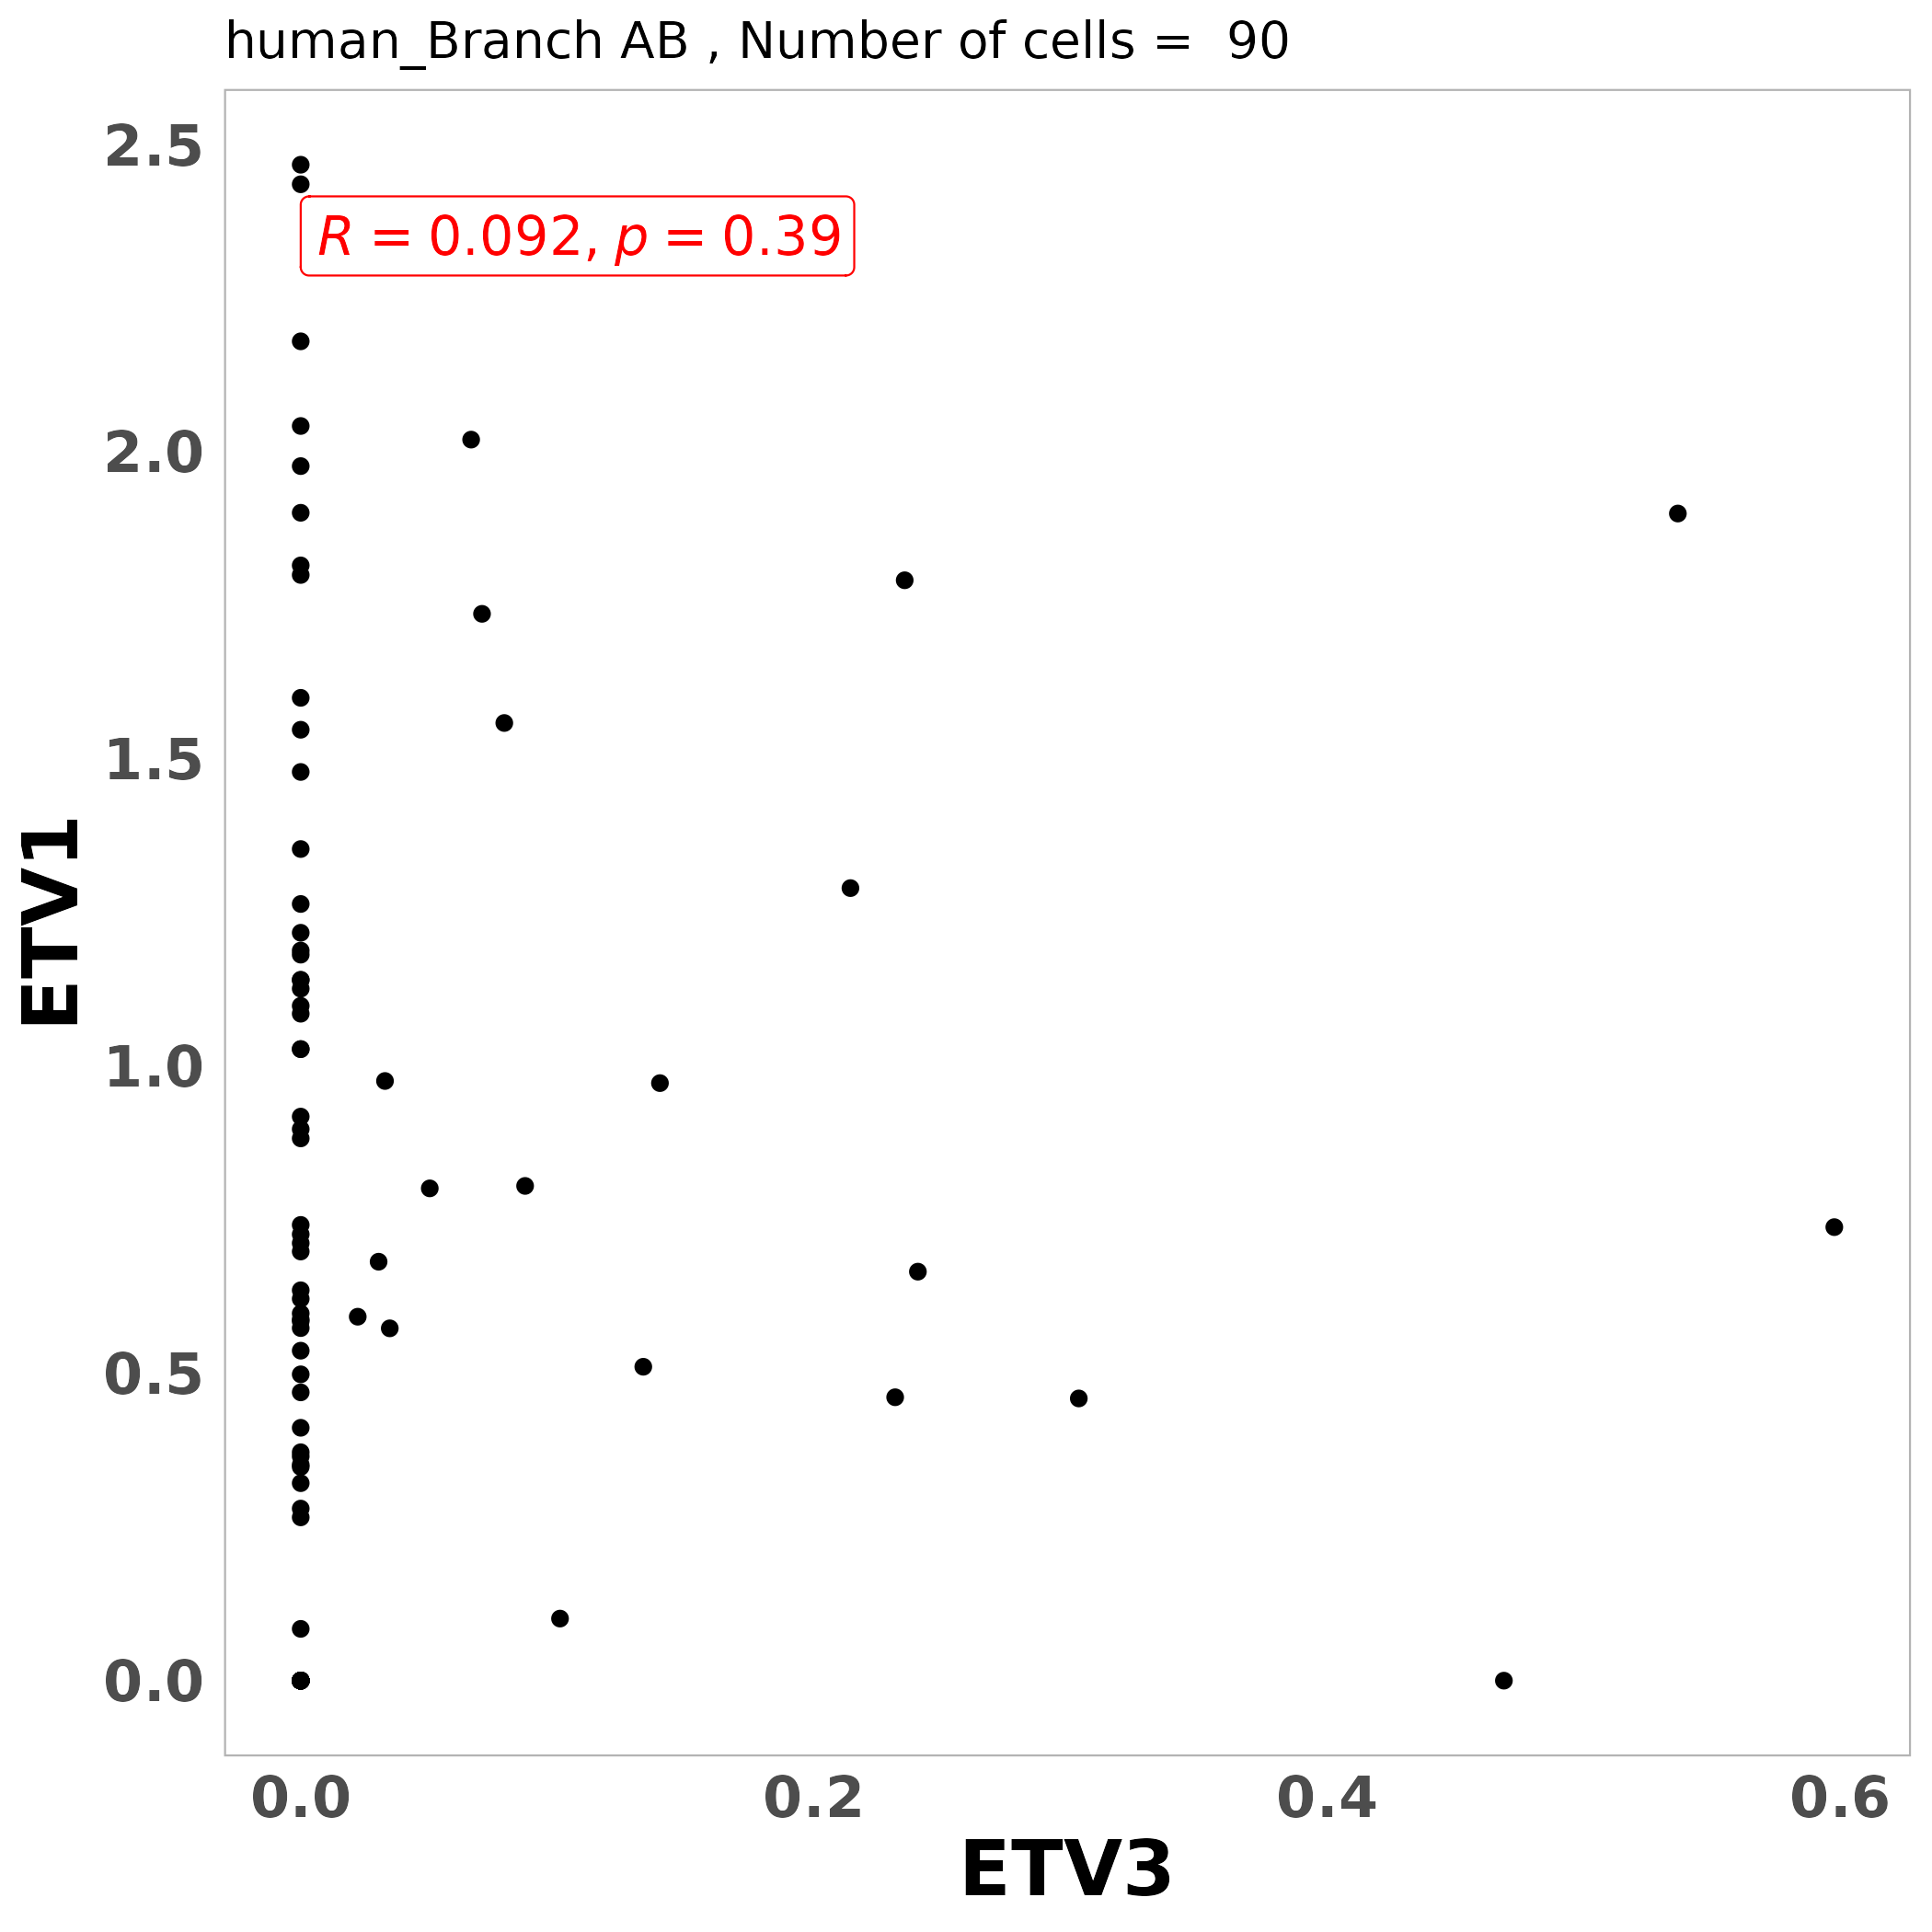 human_Branch AB , Number of cells =  90
2.5
R = 0.092, p = 0.39
2.0
1.5
ETV1
1.0
0.5
0.0
0.0 0.2 0.4 0.6
ETV3